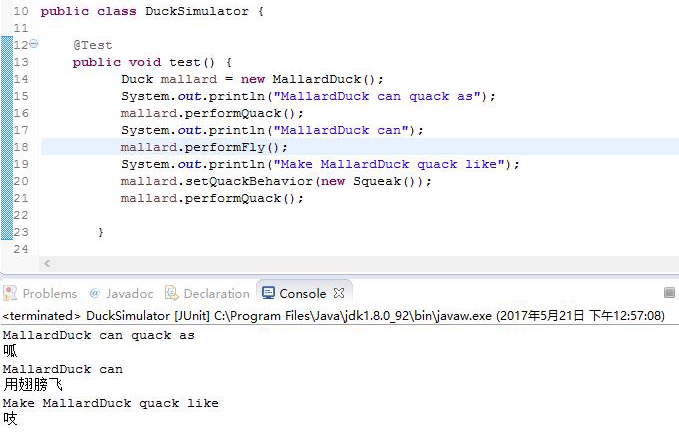 10 public class DuckSimulator {
11
12 @Test
13 public void test() {
14 Duck mallard = new MallardDuck();
15 System.out.println("MallardDuck can quack as");
16 mallard.performQuack();
17 System.out.println("MallardDuck can");
18 mallard.performFly();
19 System.out.println("Make MallardDuck quack like");
20 mallard.setQuackBehavior(new Squeak());
21 mallard.performQuack();
22
23 }
24
Problems @ Javadoc Declaration Console
<terminated> DuckSimulator [JUnit] C:\Program Files\Java\jdk1.8.0_92\bin\javaw.exe (2017年5月21日 下午12:57:08)
MallardDuck can quack as
呱
MallardDuck can
用翅膀飞
Make MallardDuck quack like
吱